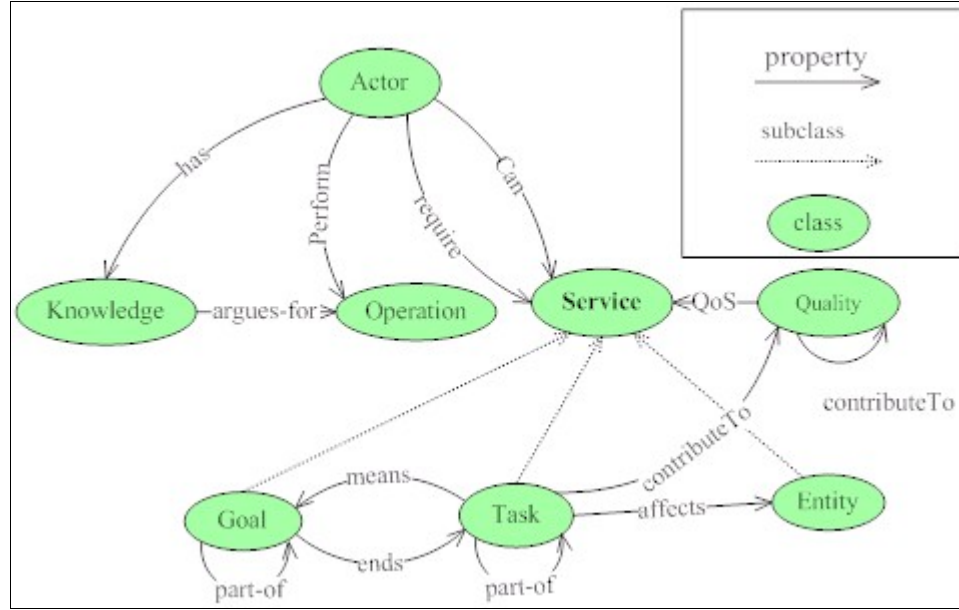 property
Actor
subclass
has
Can
Perform
require
class
Knowledge
argues-for
Operation
Service
QoS
Quality
contributeTo
contributeTo
means
Goal
Task
affects
Entity
ends
part-of
part-of